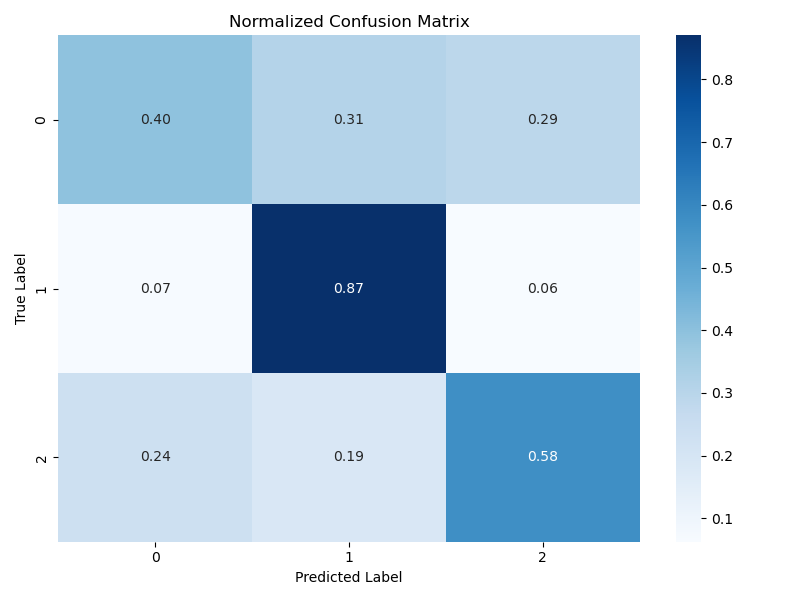 Normalized Confusion Matrix
True Label
0 0.40 0.31 0.29
1 0.07 0.87 0.06
2 0.24 0.19 0.58
0 1 2
Predicted Label
0.8
0.7
0.6
0.5
0.4
0.3
0.2
0.1